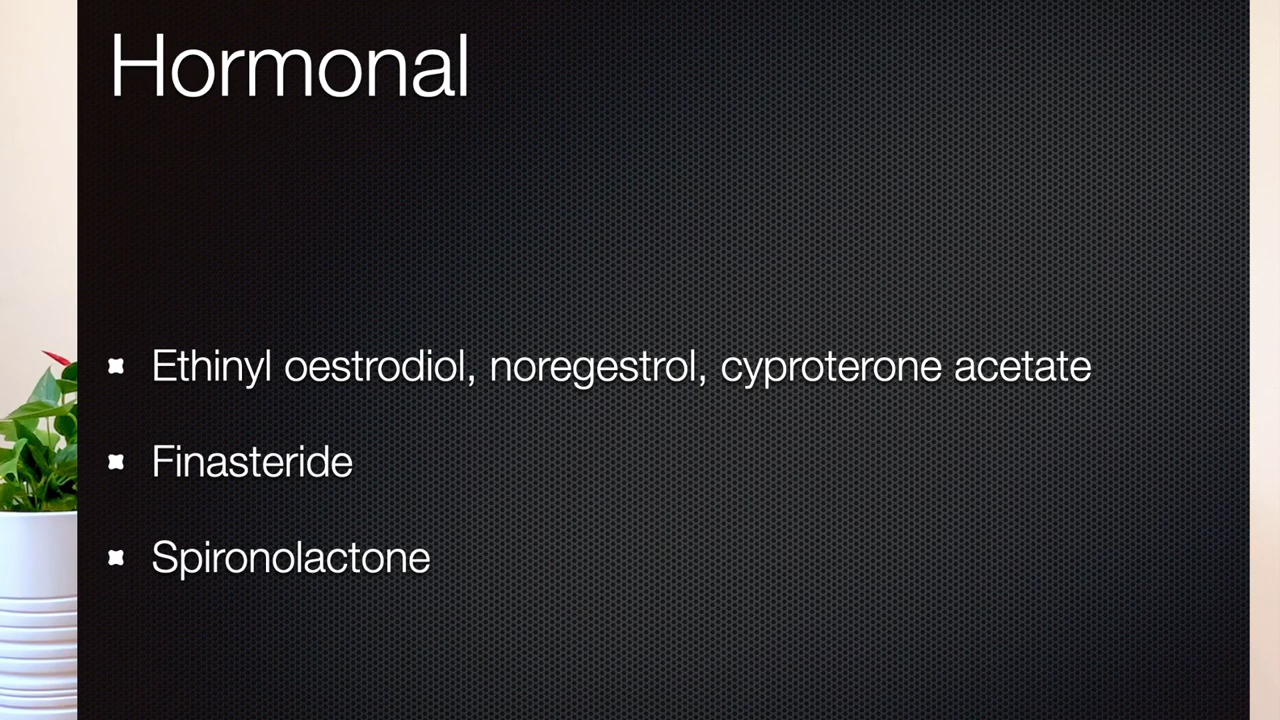 Hormonal
Ethinyl oestrodiol, noregestrol, cyproterone acetate
Finasteride
Spironolactone